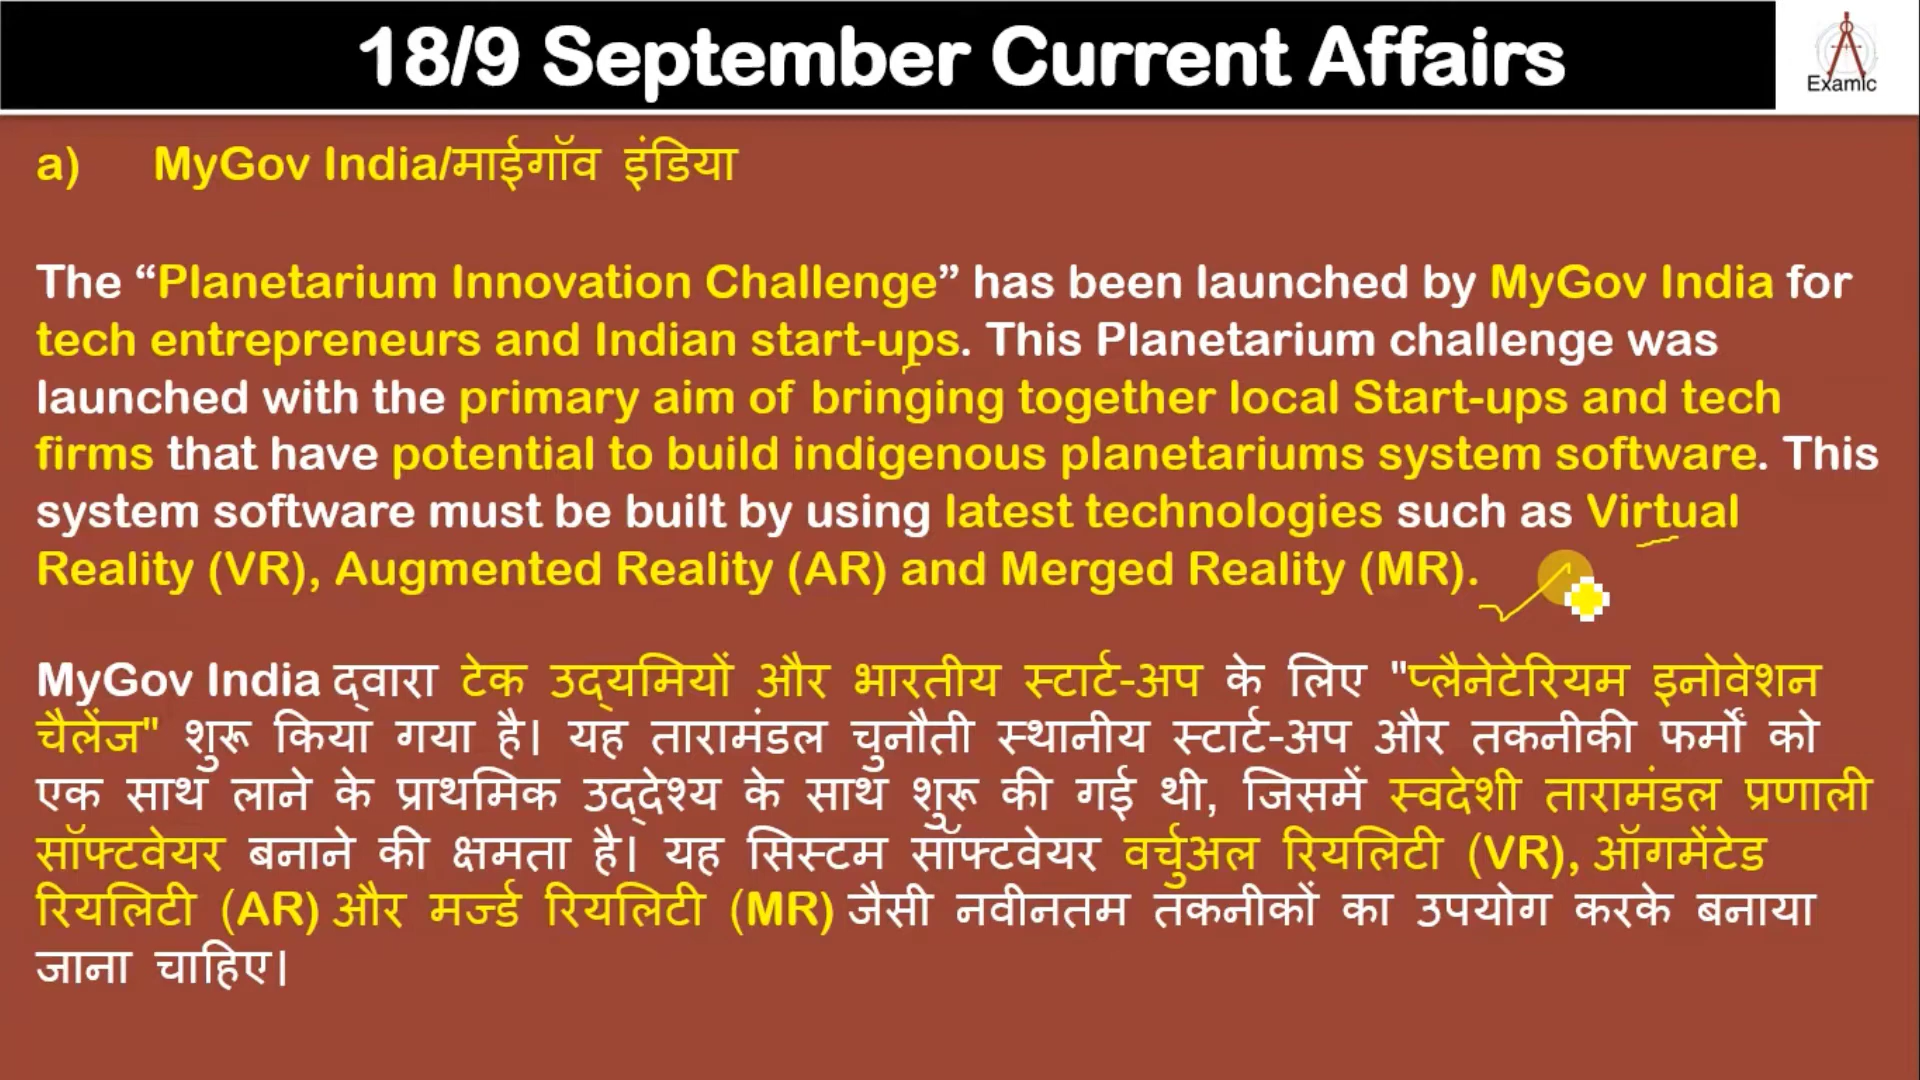 18/9 September Current Affairs
Examic
a) MyGov India/माईगॉव इंडिया
The “Planetarium Innovation Challenge” has been launched by MyGov India for
tech entrepreneurs and Indian start-ups. This Planetarium challenge was
launched with the primary aim of bringing together local Start-ups and tech
firms that have potential to build indigenous planetariums system software. This
system software must be built by using latest technologies such as Virtual
Reality (VR), Augmented Reality (AR) and Merged Reality (MR).
MyGov India द्वारा टेक उद्यमियों और भारतीय स्टार्ट-अप के लिए "प्लैनेटेरियम इनोवेशन
चैलेंज" शुरू किया गया है। यह तारामंडल चुनौती स्थानीय स्टार्ट-अप और तकनीकी फर्मों को
एक साथ लाने के प्राथमिक उद्देश्य के साथ शुरू की गई थी, जिसमें स्वदेशी तारामंडल प्रणाली
सॉफ्टवेयर बनाने की क्षमता है। यह सिस्टम सॉफ्टवेयर वर्चुअल रियलिटी (VR), ऑगमेंटेड
रियलिटी (AR) और मर्ज्ड रियलिटी (MR) जैसी नवीनतम तकनीकों का उपयोग करके बनाया
जाना चाहिए।